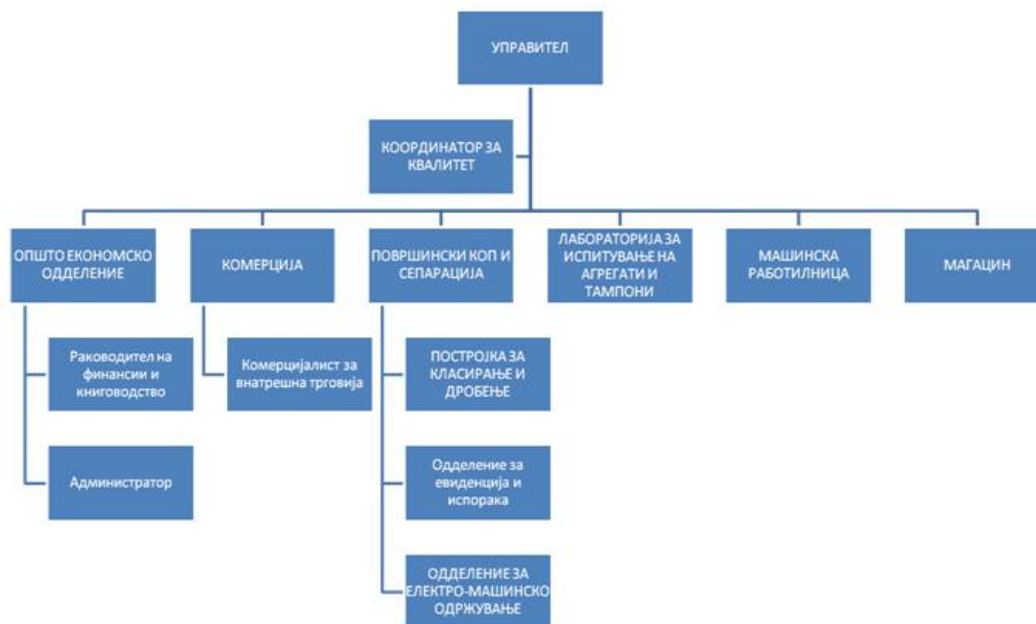 УПРАВИТЕЛ
КООРДИНАТОР ЗА
КВАЛИТЕТ
ОПШТО ЕКОНОМСКО
ОДДЕЛЕНИЕ
КОМЕРЦИЈА
ПОВРШИНСКИ КОП И
СЕПАРАЦИЈА
ЛАБОРАТОРИЈА ЗА
ИСПИТУВАЊЕ НА
АГРЕГАТИ И
ТАМПОНИ
МАШИНСКА
РАБОТИЛНИЦА
МАГАЦИН
Раководител на
финансии и
книговодство
Комерцијалист за
внатрешна трговија
ПОСТРОЈКА ЗА
КЛАСИРАЊЕ И
ДРОБЕЊЕ
Администратор
Одделение за
евиденција и
испорака
ОДДЕЛЕНИЕ ЗА
ЕЛЕКТРО-МАШИНСКО
ОДРЖУВАЊЕ